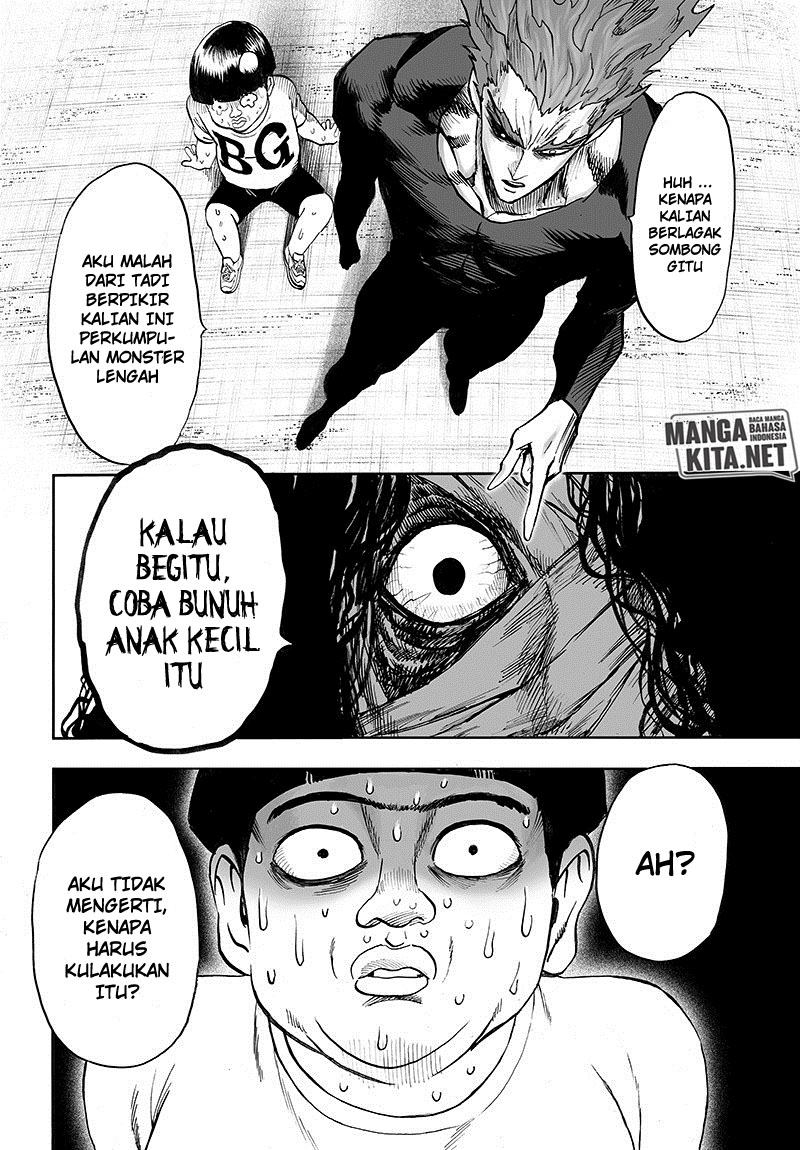 HUH ...
KENAPA
KALIAN
BERLAGAK
SOMBONG
GITU
AKU MALAH
DARI TADI
BERPIKIR
KALIAN INI
PERKUMPU-
LAN MONSTER
LENGAH
BG
MANGA
KITA.NET
BACA MANGA
BAHASA
INDONESIA
KALAU
BEGITU,
COBA BUNUH
ANAK KECIL
ITU
AH?
AKU TIDAK
MENGERTI,
KENAPA
HARUS
KULAKUKAN
ITU?